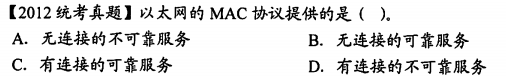 【2012 统考真题】以太网的 MAC 协议提供的是（ ）。
A. 无连接的不可靠服务 B. 无连接的可靠服务
C. 有连接的可靠服务 D. 有连接的不可靠服务